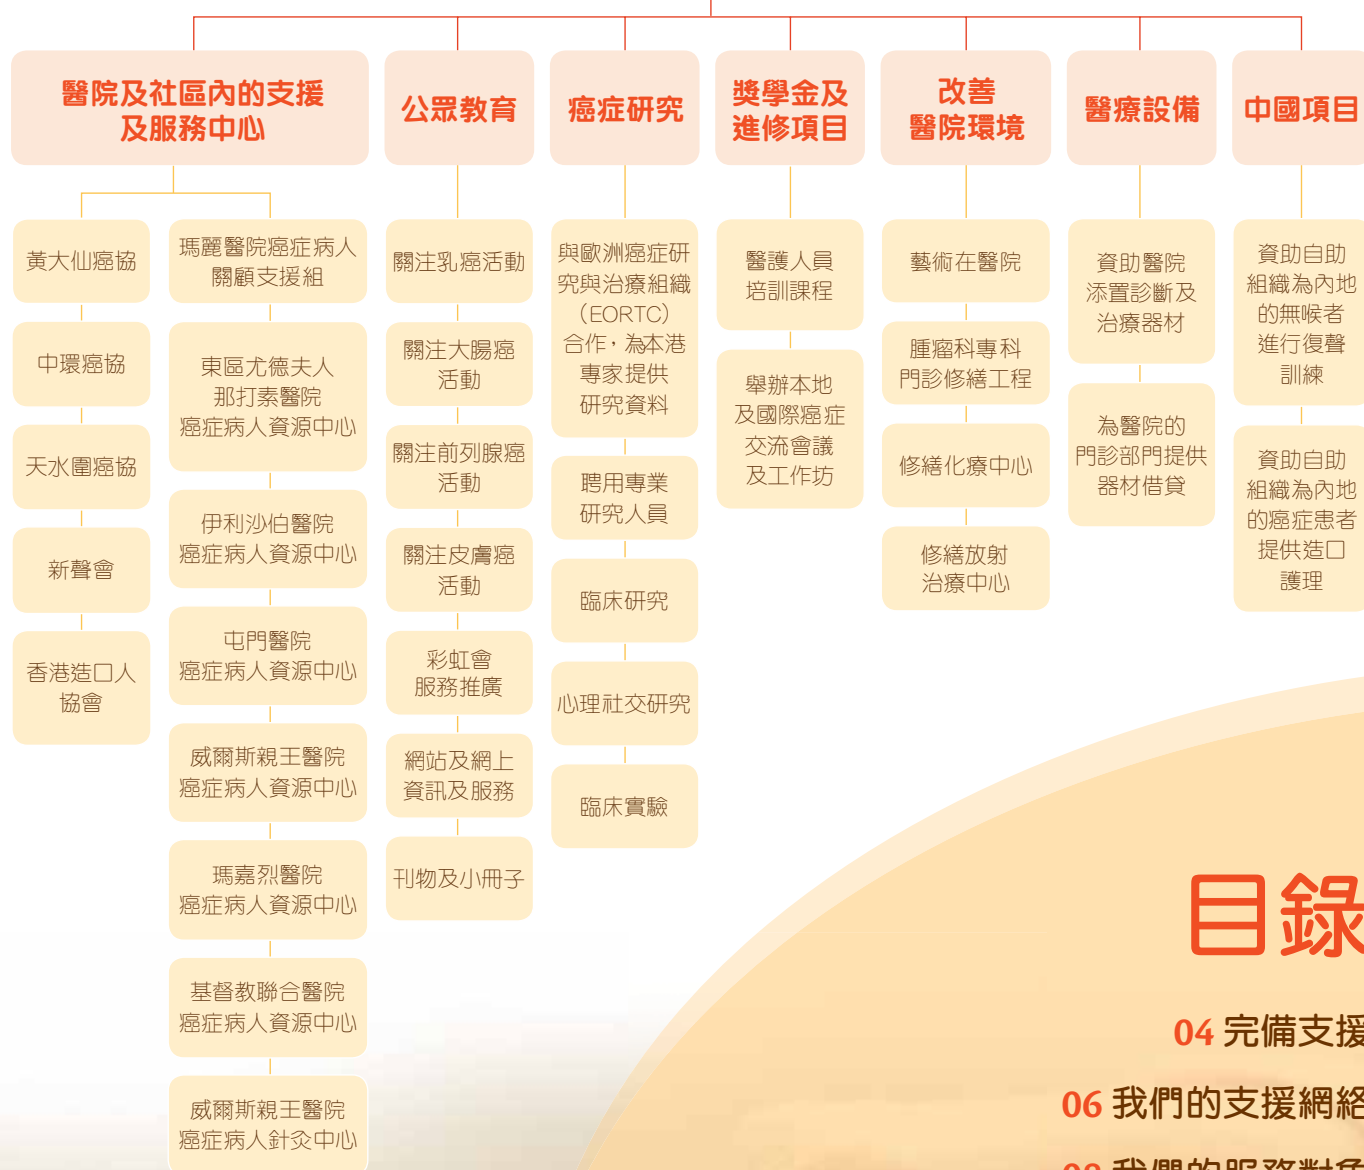 醫院及社區內的支援
及服務中心
公眾教育
癌症研究
獎學金及
進修項目
改善
醫院環境
醫療設備
中國項目
黃大仙癌協
中環癌協
天水圍癌協
新聲會
香港造口人
協會
瑪麗醫院癌症病人
關顧支援組
東區尤德夫人
那打素醫院
癌症病人資源中心
伊利沙伯醫院
癌症病人資源中心
屯門醫院
癌症病人資源中心
威爾斯親王醫院
癌症病人資源中心
瑪嘉烈醫院
癌症病人資源中心
基督教聯合醫院
癌症病人資源中心
威爾斯親王醫院
癌症病人針灸中心
關注乳癌活動
關注大腸癌
活動
關注前列腺癌
活動
關注皮膚癌
活動
彩虹會
服務推廣
網站及網上
資訊及服務
刊物及小冊子
與歐洲癌症研
究與治療組織
（EORTC）
合作，為本港
專家提供
研究資料
聘用專業
研究人員
臨床研究
心理社交研究
臨床實驗
醫護人員
培訓課程
舉辦本地
及國際癌症
交流會議
及工作坊
藝術在醫院
腫瘤科專科
門診修繕工程
修繕化療中心
修繕放射
治療中心
資助醫院
添置診斷及
治療器材
為醫院的
門診部門提供
器材借貸
資助自助
組織為內地
的無喉者
進行復聲
訓練
資助自助
組織為內地
的癌症患者
提供造口
護理
目錄
04 完備支援
06 我們的支援網絡
08 我們的服務對象